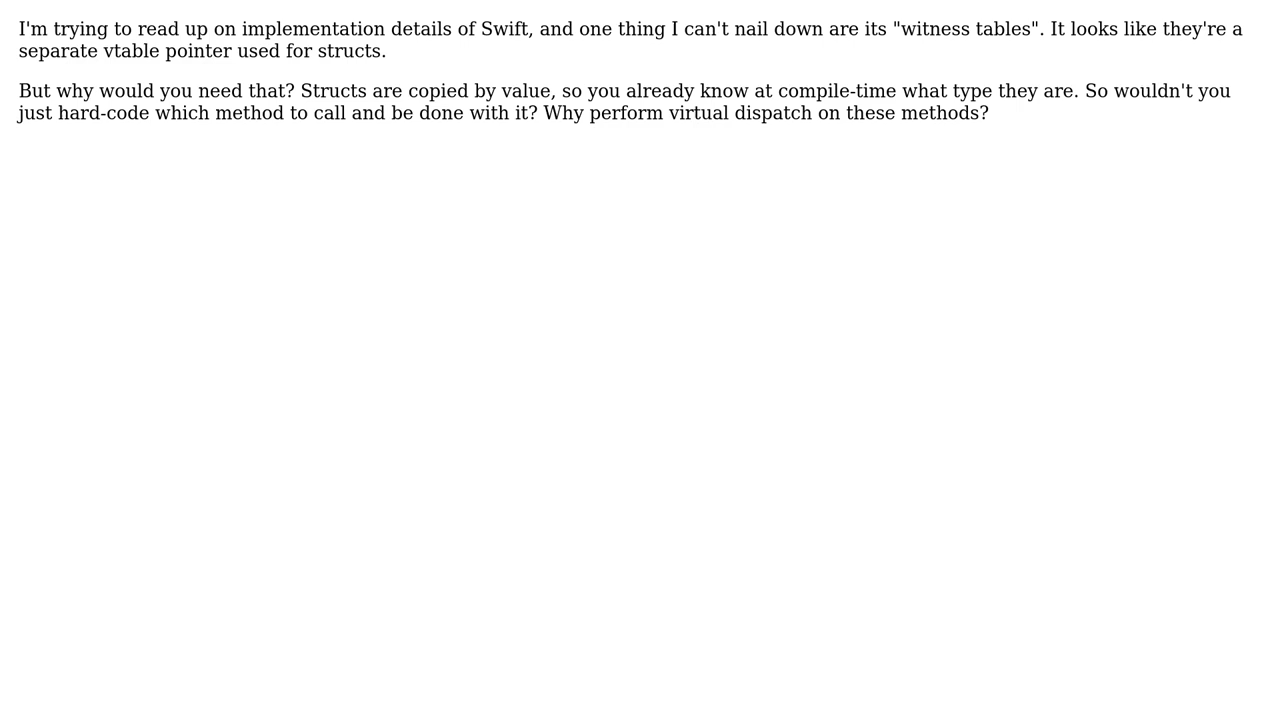 I'm trying to read up on implementation details of Swift, and one thing I can't nail down are its "witness tables". It looks like they're a
separate vtable pointer used for structs.
But why would you need that? Structs are copied by value, so you already know at compile-time what type they are. So wouldn't you
just hard-code which method to call and be done with it? Why perform virtual dispatch on these methods?